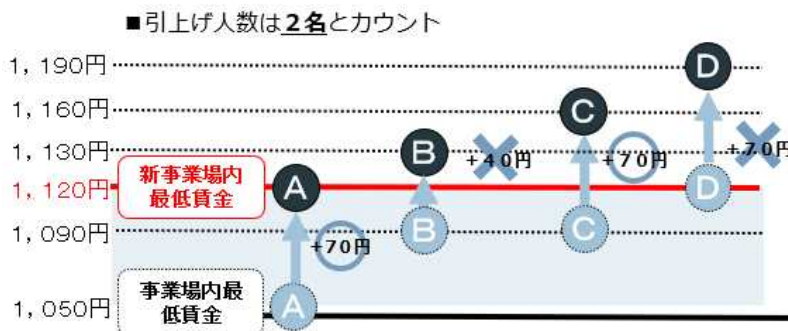 ■引上げ人数は2名とカウント
1,190円
D
1,160円
C
1,130円
B
+40円
+70円
+70円
新事業場内
最低賃金
1,120円
A
D
1,090円
+70円
B
C
事業場内最
低賃金
1,050円
A